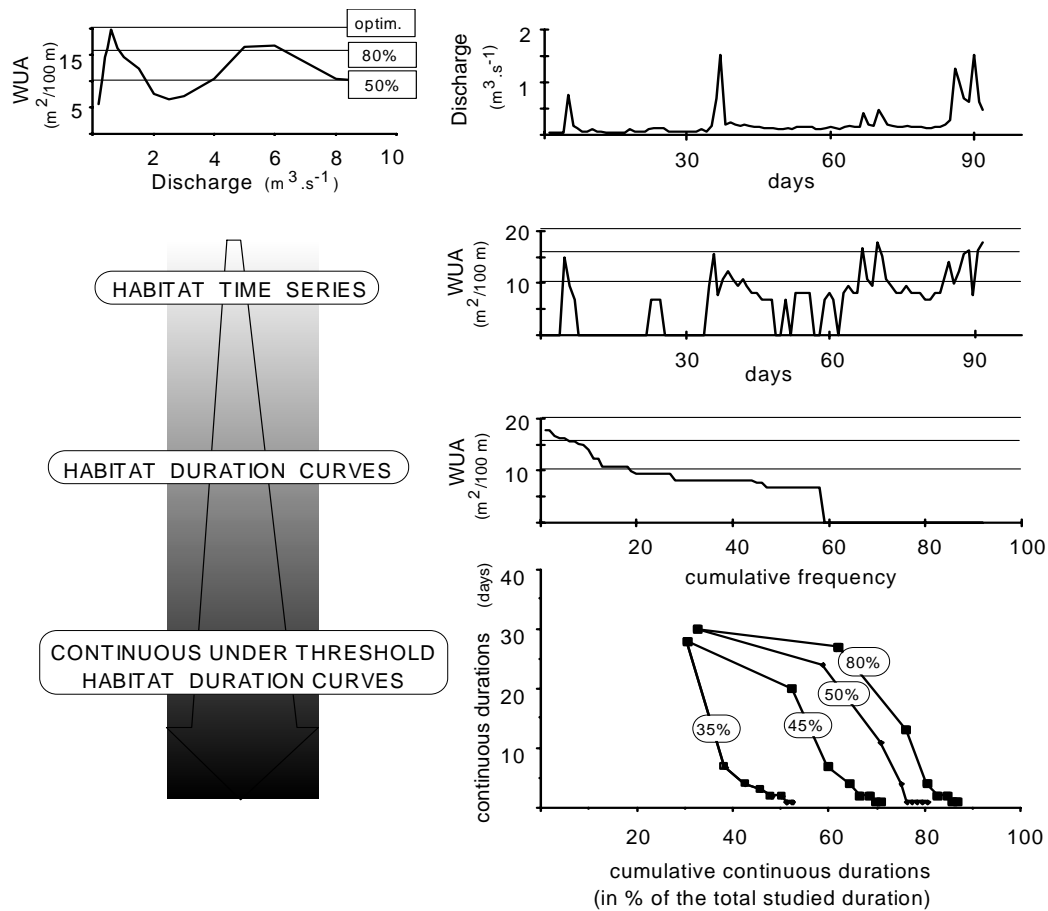 WUA
(m2/100 m)
15
5
optim.
80%
50%
2 4 6 8 10
Discharge (m3.s-1)
Discharge
(m3.s-1)
2
1
0
30 60 90
days
HABITAT TIME SERIES
WUA
(m2/100 m)
20
10
30 60 90
days
HABITAT DURATION CURVES
WUA
(m2/100 m)
20
10
20 40 60 80 100
cumulative frequency
CONTINUOUS UNDER THRESHOLD
HABITAT DURATION CURVES
continuous durations
(days)
40
30
20
10
35%
45%
50%
80%
0 20 40 60 80 100
cumulative continuous durations
(in % of the total studied duration)